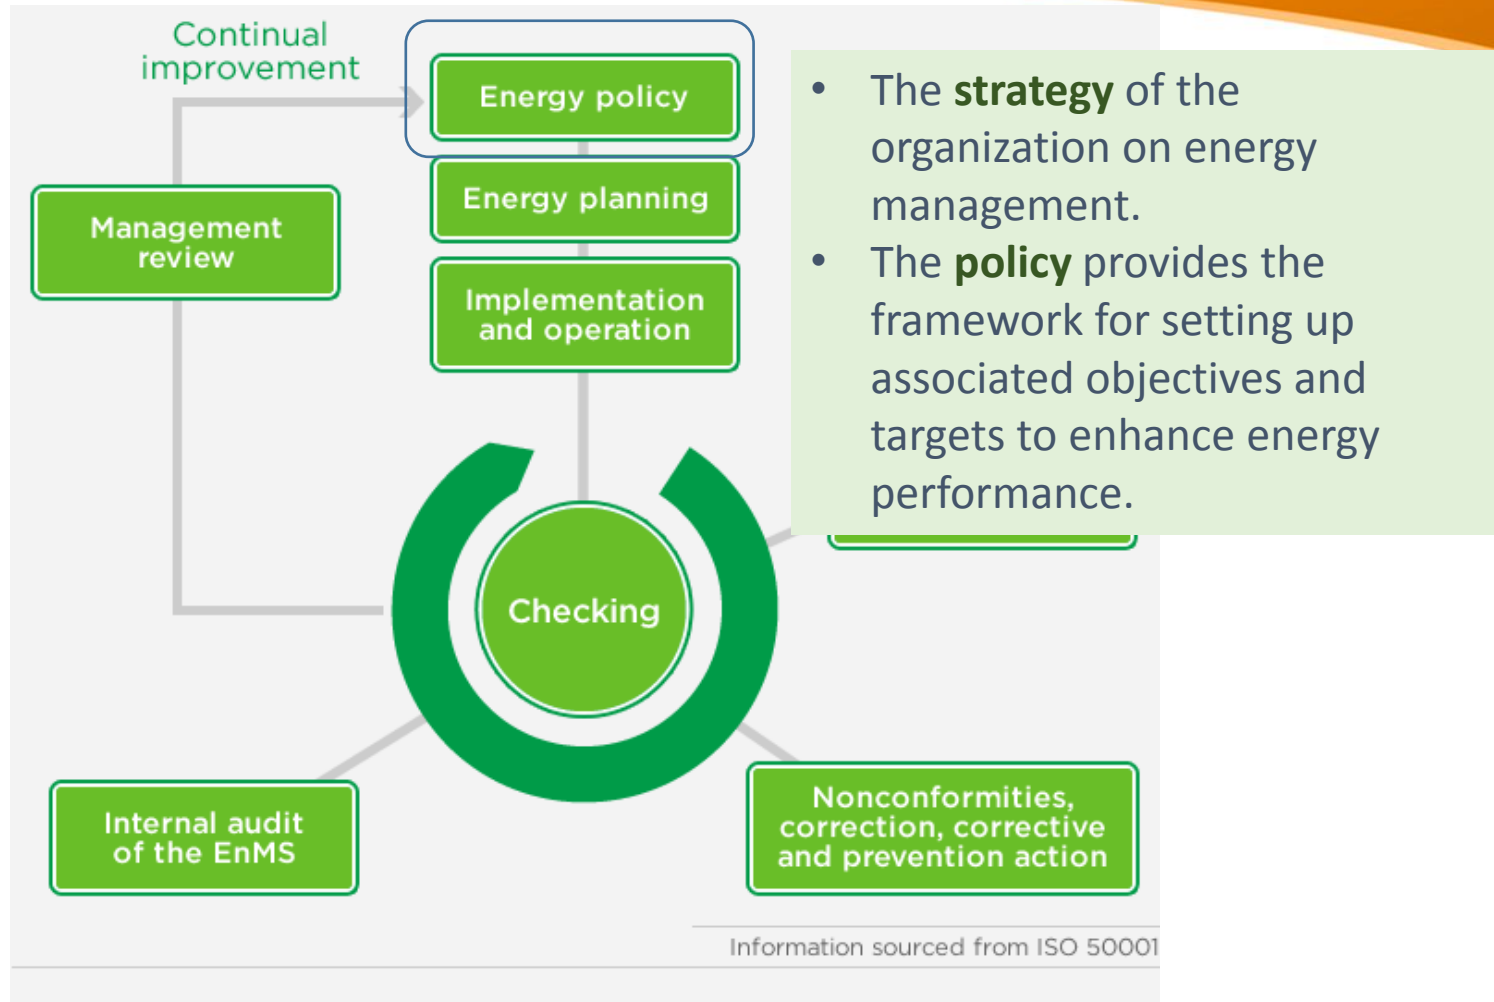 Continual
improvement
Energy policy
Energy planning
Implementation
and operation
Management
review
Checking
Internal audit
of the EnMS
Nonconformities,
correction, corrective
and prevention action
• The strategy of the
organization on energy
management.
• The policy provides the
framework for setting up
associated objectives and
targets to enhance energy
performance.
Information sourced from ISO 50001